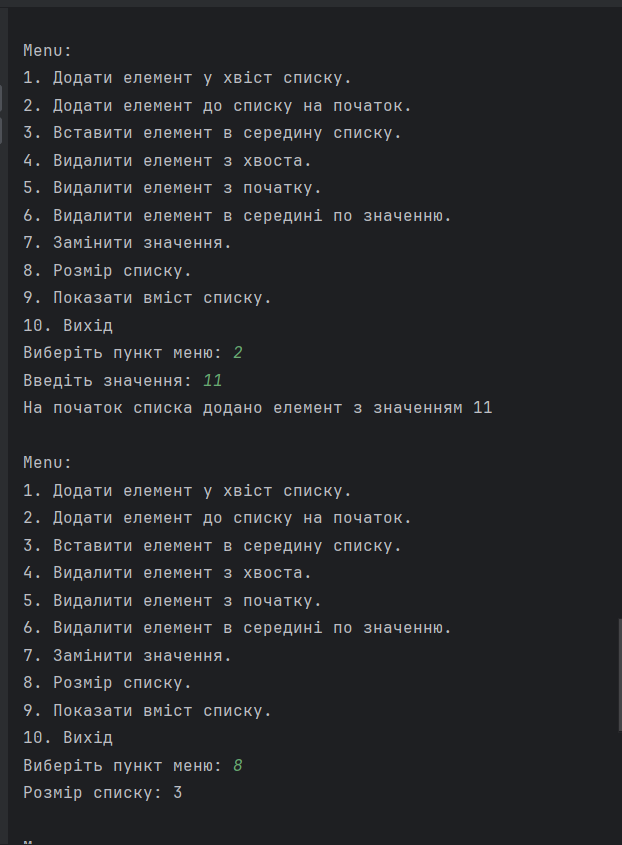 Menu:
1. Додати елемент у хвіст списку.
2. Додати елемент до списку на початок.
3. Вставити елемент в середину списку.
4. Видалити елемент з хвоста.
5. Видалити елемент з початку.
6. Видалити елемент в середині по значенню.
7. Замінити значення.
8. Розмір списку.
9. Показати вміст списку.
10. Вихід
Виберіть пункт меню: 2
Введіть значення: 11
На початок списка додано елемент з значенням 11
Menu:
1. Додати елемент у хвіст списку.
2. Додати елемент до списку на початок.
3. Вставити елемент в середину списку.
4. Видалити елемент з хвоста.
5. Видалити елемент з початку.
6. Видалити елемент в середині по значенню.
7. Замінити значення.
8. Розмір списку.
9. Показати вміст списку.
10. Вихід
Виберіть пункт меню: 8
Розмір списку: 3